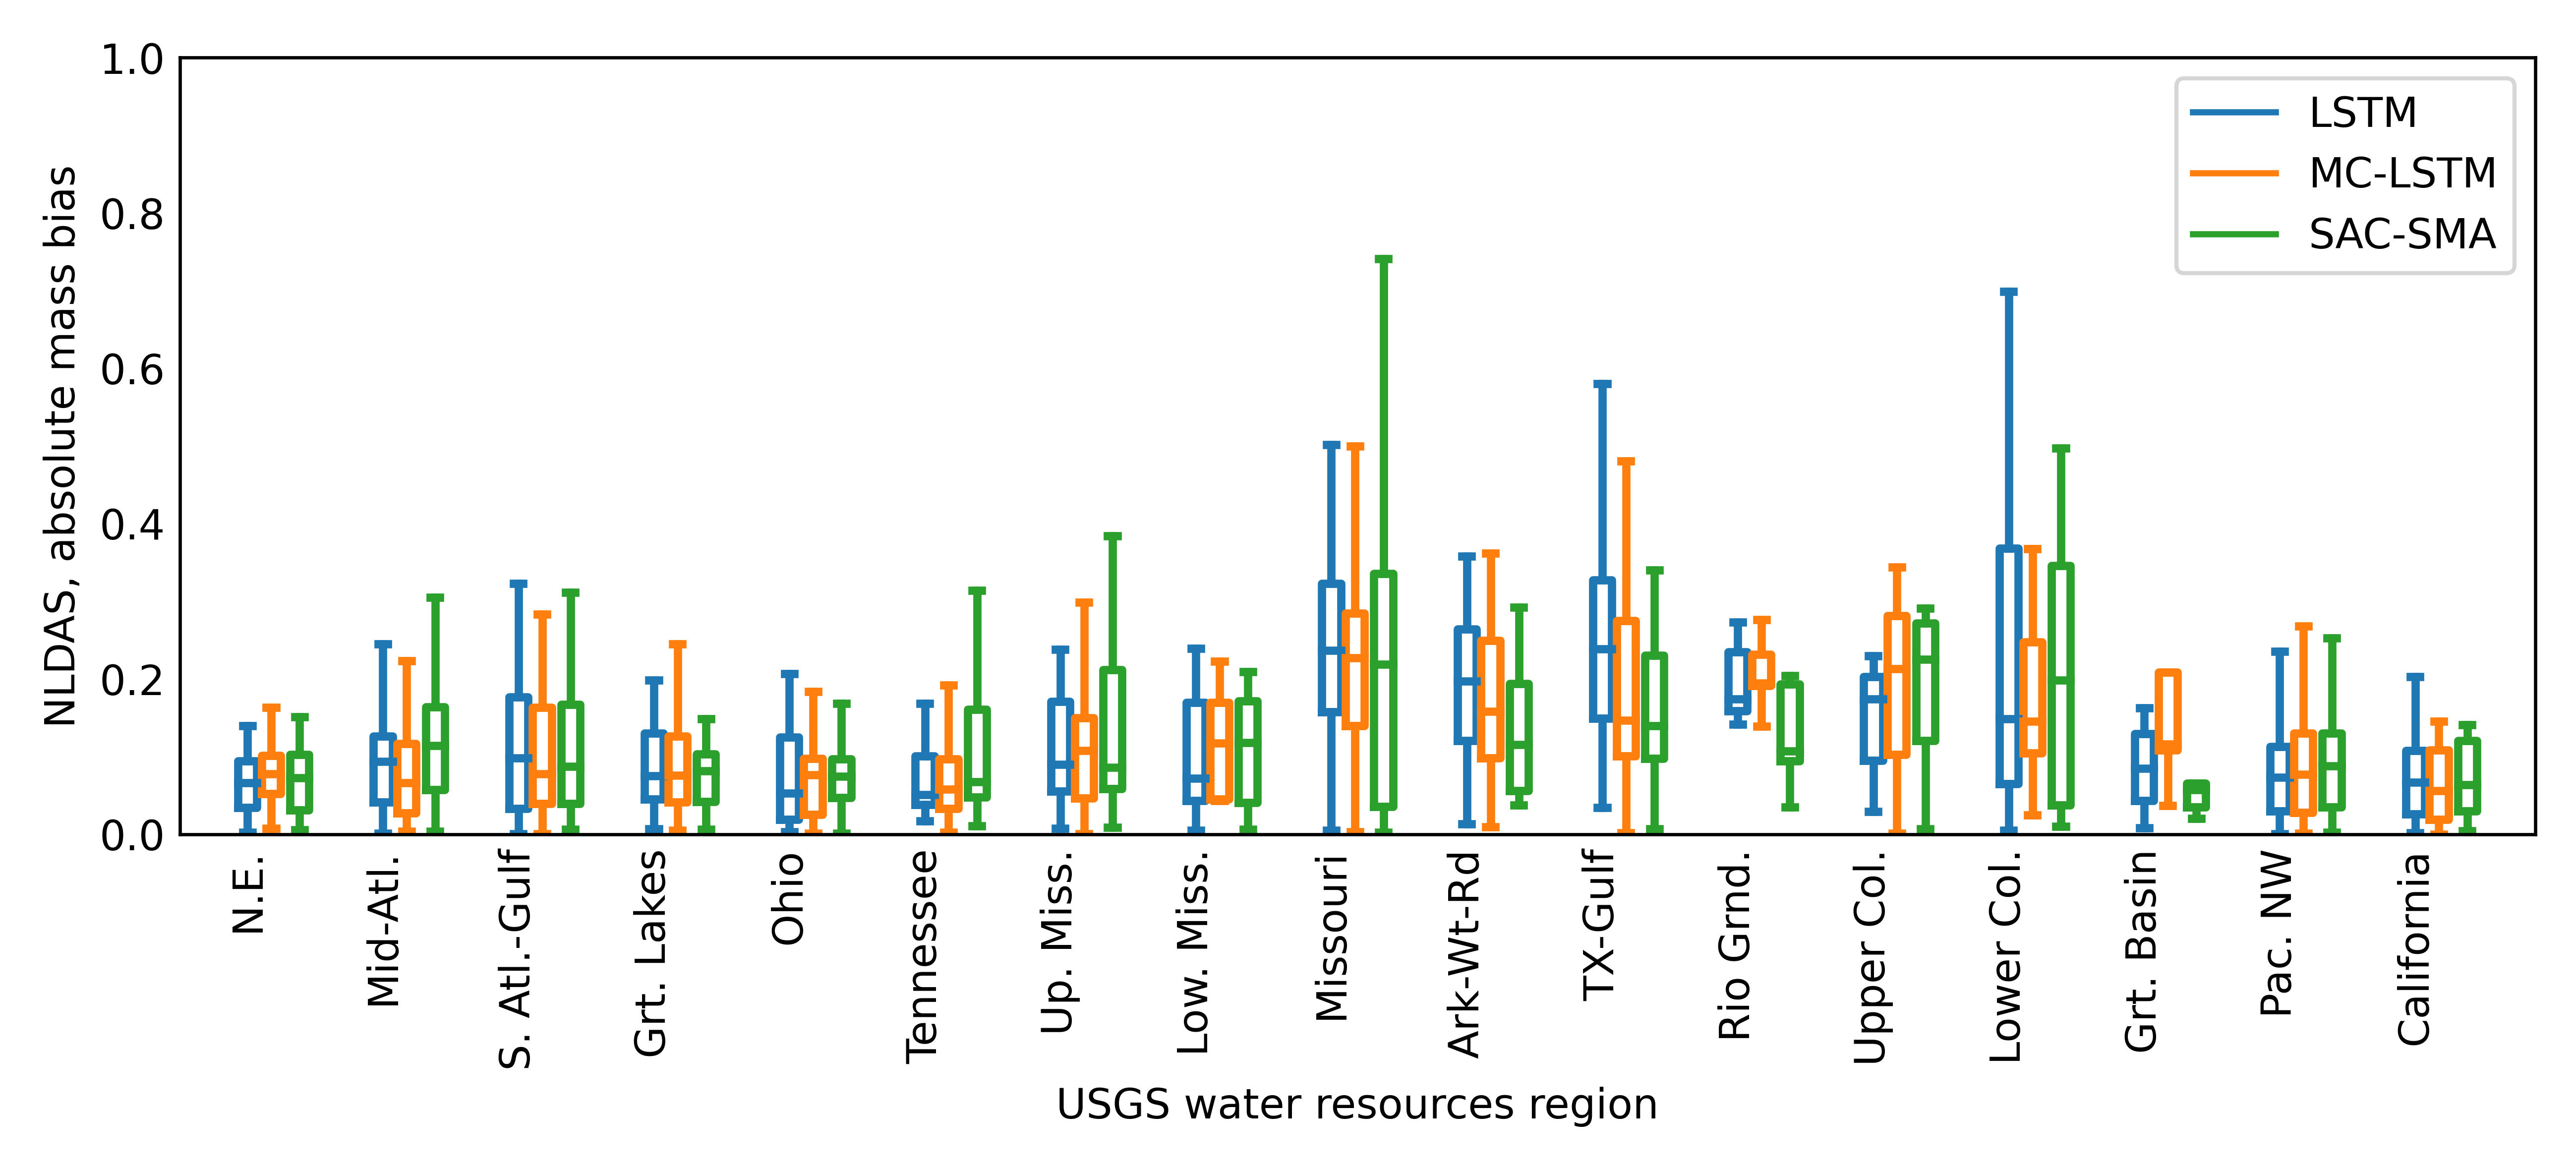 1.0
0.8
0.6
0.4
0.2
0.0
NLDAS, absolute mass bias
LSTM
MC-LSTM
SAC-SMA
N.E.
Mid-Atl.
S. Atl.-Gulf
Grt. Lakes
Ohio
Tennessee
Up. Miss.
Low. Miss.
Missouri
Ark-Wt-Rd
TX-Gulf
Rio Grnd.
Upper Col.
Lower Col.
Grt. Basin
Pac. NW
California
USGS water resources region